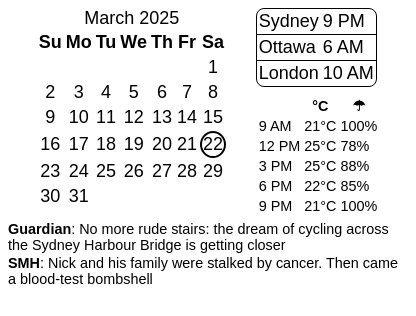 March 2025
Su Mo Tu We Th Fr Sa
1
2 3 4 5 6 7 8
9 10 11 12 13 14 15
16 17 18 19 20 21 22
23 24 25 26 27 28 29
30 31
Sydney 9 PM
Ottawa 6 AM
London 10 AM
°C ☂
9 AM 21°C 100%
12 PM 25°C 78%
3 PM 25°C 88%
6 PM 22°C 85%
9 PM 21°C 100%
Guardian: No more rude stairs: the dream of cycling across
the Sydney Harbour Bridge is getting closer
SMH: Nick and his family were stalked by cancer. Then came
a blood-test bombshell